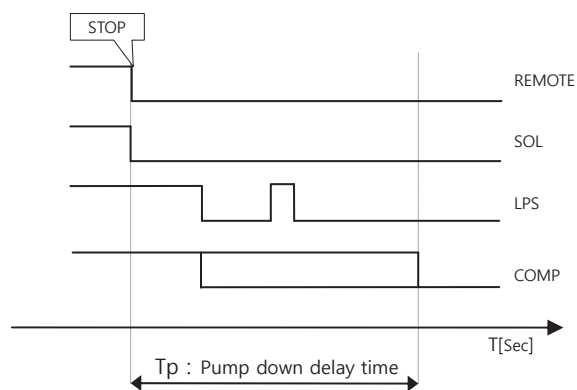 STOP
REMOTE
SOL
LPS
COMP
T[Sec]
Tp : Pump down delay time